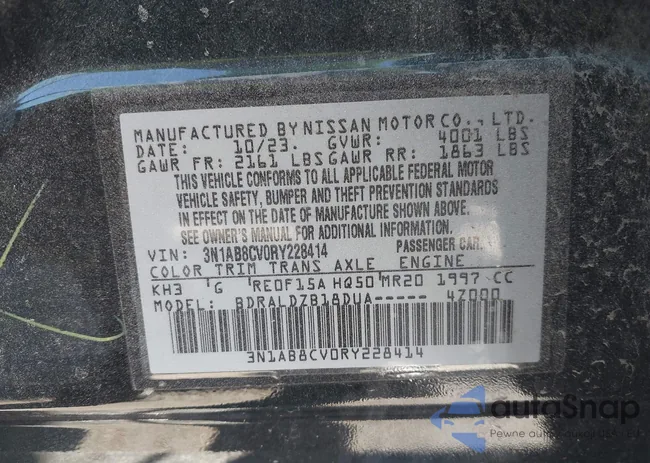 MANUFACTURED BY NISSAN MOTOR CO., LTD.
DATE: 10/23. GVWR: 4001 LBS
GAWR FR: 2161 LBS GAWR RR: 1863 LBS
THIS VEHICLE CONFORMS TO ALL APPLICABLE FEDERAL MOTOR
VEHICLE SAFETY, BUMPER AND THEFT PREVENTION STANDARDS
IN EFFECT ON THE DATE OF MANUFACTURE SHOWN ABOVE.
SEE OWNER'S MANUAL FOR ADDITIONAL INFORMATION.
VIN: 3N1AB8CV0RY228414 PASSENGER CAR
COLOR TRIM TRANS AXLE ENGINE
KH3 G RE0F15A HQ50 MR20 1997 CC
MODEL: BDRALDZB18DUA----- 4Z000
3N1AB8CV0RY228414
autoSnap